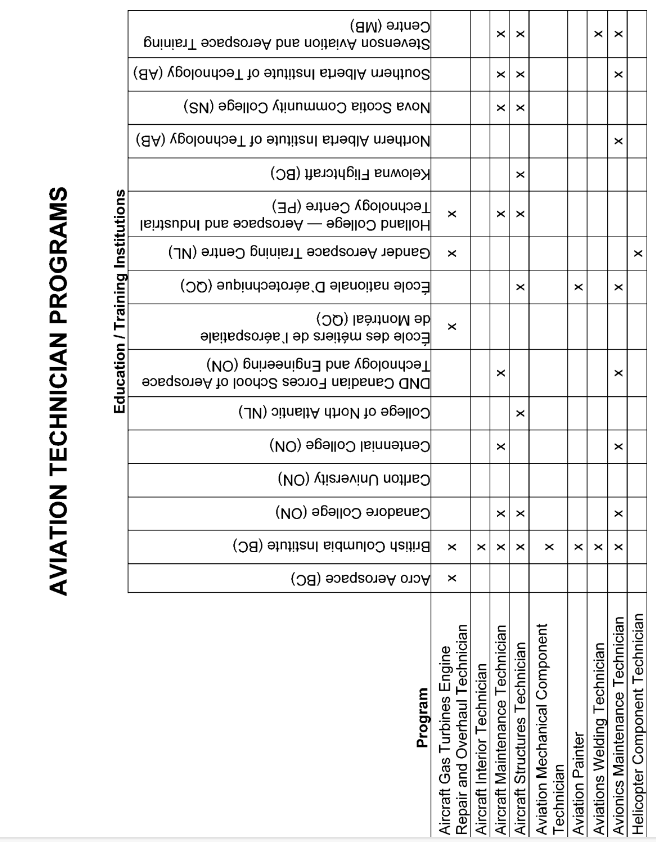 AVIATION TECHNICIAN PROGRAMS
Education / Training Institutions
Program
Acro Aerospace (BC)
British Columbia Institute (BC)
Canadore College (ON)
Carlton University (ON)
Centennial College (ON)
College of North Atlantic (NL)
DND Canadian Forces School of Aerospace
Technology and Engineering (ON)
École des métiers de l'aérospatiale
de Montréal (QC)
École nationale D'aérotechnique (QC)
Gander Aerospace Training Centre (NL)
Holland College — Aerospace and Industrial
Technology Centre (PE)
Kelowna Flightcraft (BC)
Northern Alberta Institute of Technology (AB)
Nova Scotia Community College (NS)
Southern Alberta Institute of Technology (AB)
Stevenson Aviation and Aerospace Training
Centre (MB)
Aircraft Gas Turbines Engine
Repair and Overhaul Technician x x x x x
Aircraft Interior Technician x
Aircraft Maintenance Technician x x x x x x x x
Aircraft Structures Technician x x x x x x x x x
Aviation Mechanical Component
Technician x
Aviation Painter x x
Aviations Welding Technician x x
Avionics Maintenance Technician x x x x x x x x
Helicopter Component Technician x